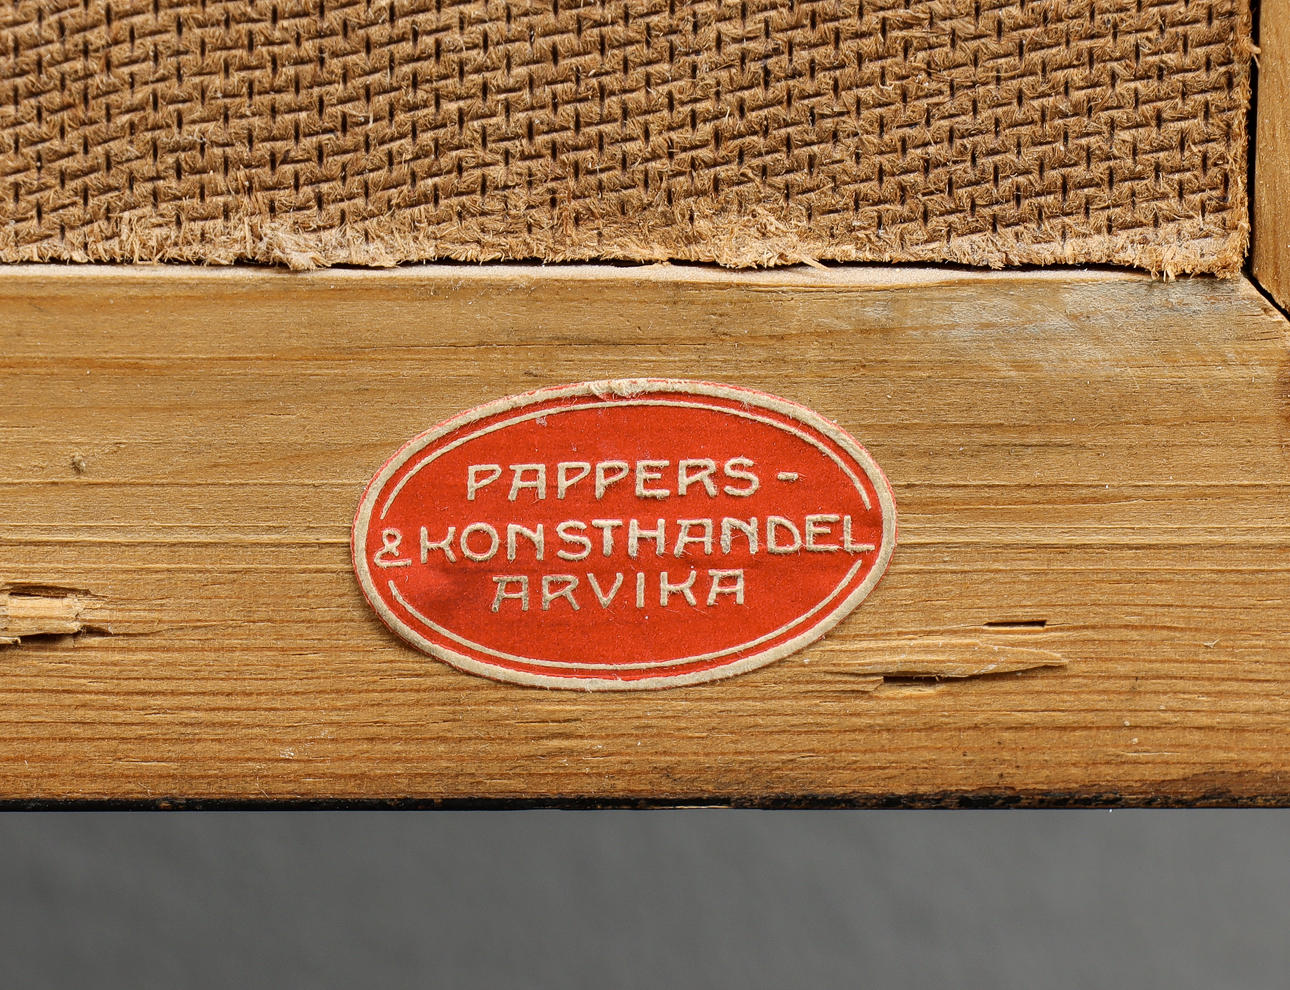 PAPPERS-
& KONSTHANDEL
ARVIKA